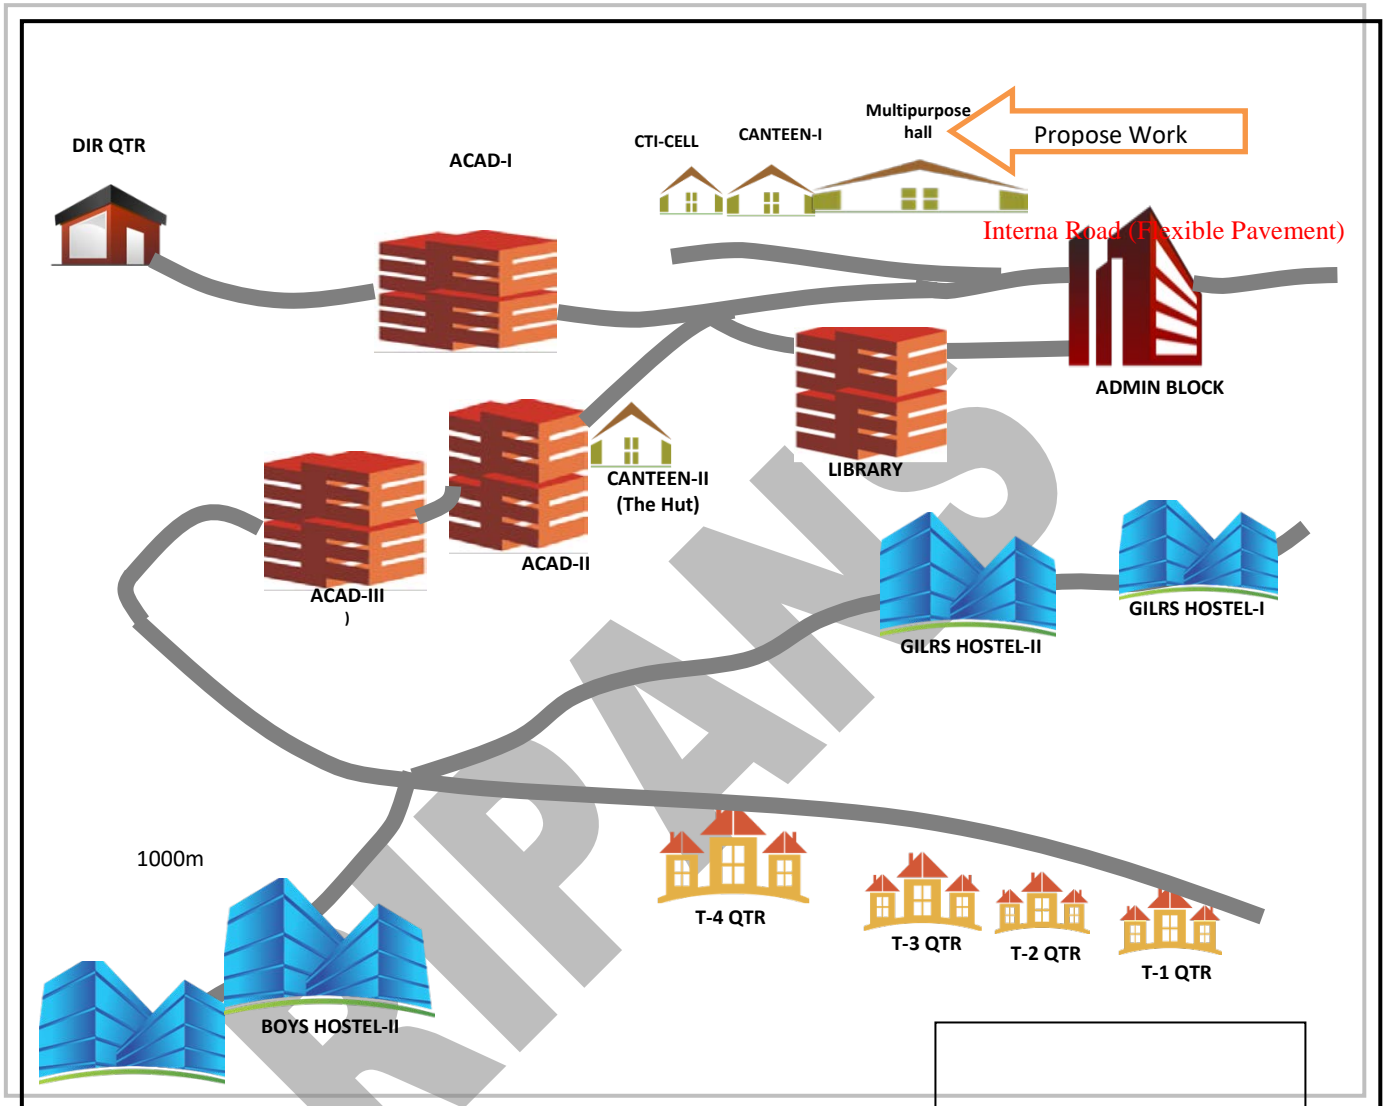 Multipurpose
hall
Propose Work
CTI-CELL
CANTEEN-I
DIR QTR
ACAD-I
Interna Road (Flexible Pavement)
ADMIN BLOCK
LIBRARY
CANTEEN-II
(The Hut)
ACAD-II
ACAD-III
)
GILRS HOSTEL-I
GILRS HOSTEL-II
1000m
T-4 QTR
T-3 QTR
T-2 QTR
T-1 QTR
BOYS HOSTEL-II
RIPANS